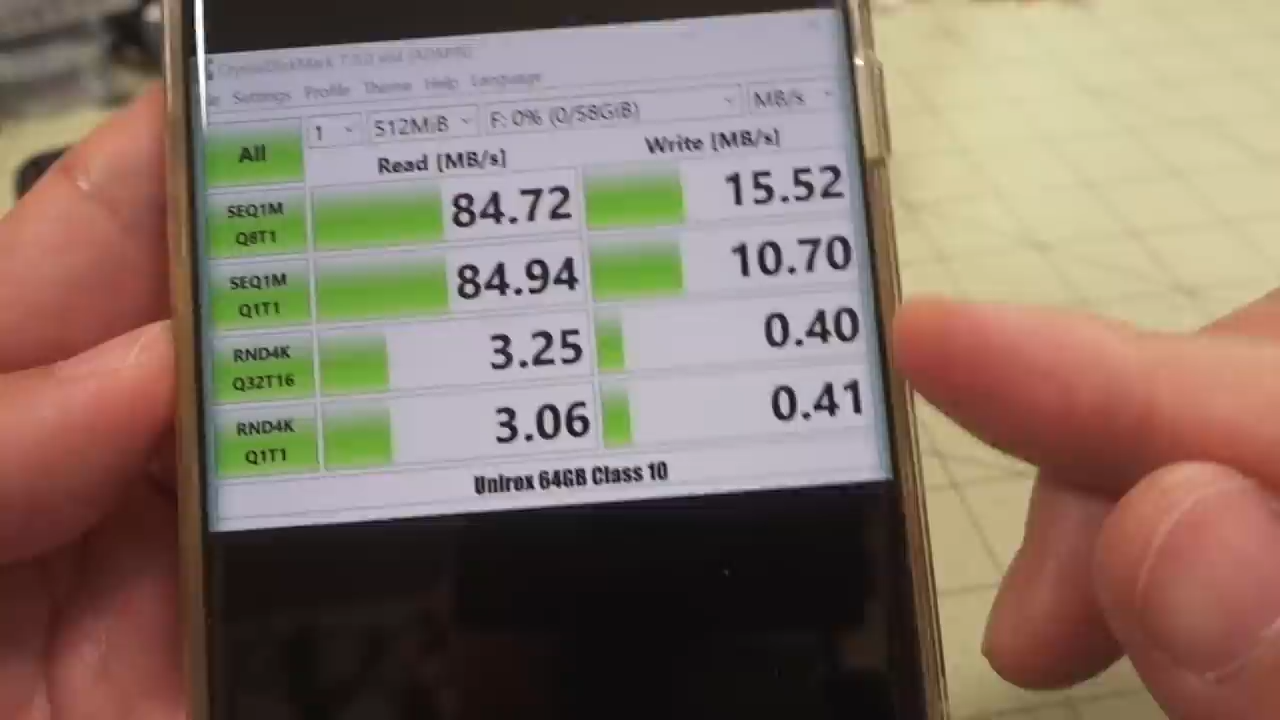 CrystalDiskMark
Settings Profile Theme Help Language
All 1 512MiB F: 0% (0/58GiB) MB/s
Read [MB/s] Write [MB/s]
SEQ1M Q8T1 84.72 15.52
SEQ1M Q1T1 84.94 10.70
RND4K Q32T16 3.25 0.40
RND4K Q1T1 3.06 0.41
Unirex 64GB Class 10